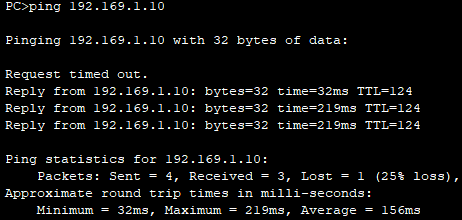 PC>ping 192.169.1.10
Pinging 192.169.1.10 with 32 bytes of data:
Request timed out.
Reply from 192.169.1.10: bytes=32 time=32ms TTL=124
Reply from 192.169.1.10: bytes=32 time=219ms TTL=124
Reply from 192.169.1.10: bytes=32 time=219ms TTL=124
Ping statistics for 192.169.1.10:
Packets: Sent = 4, Received = 3, Lost = 1 (25% loss),
Approximate round trip times in milli-seconds:
Minimum = 32ms, Maximum = 219ms, Average = 156ms